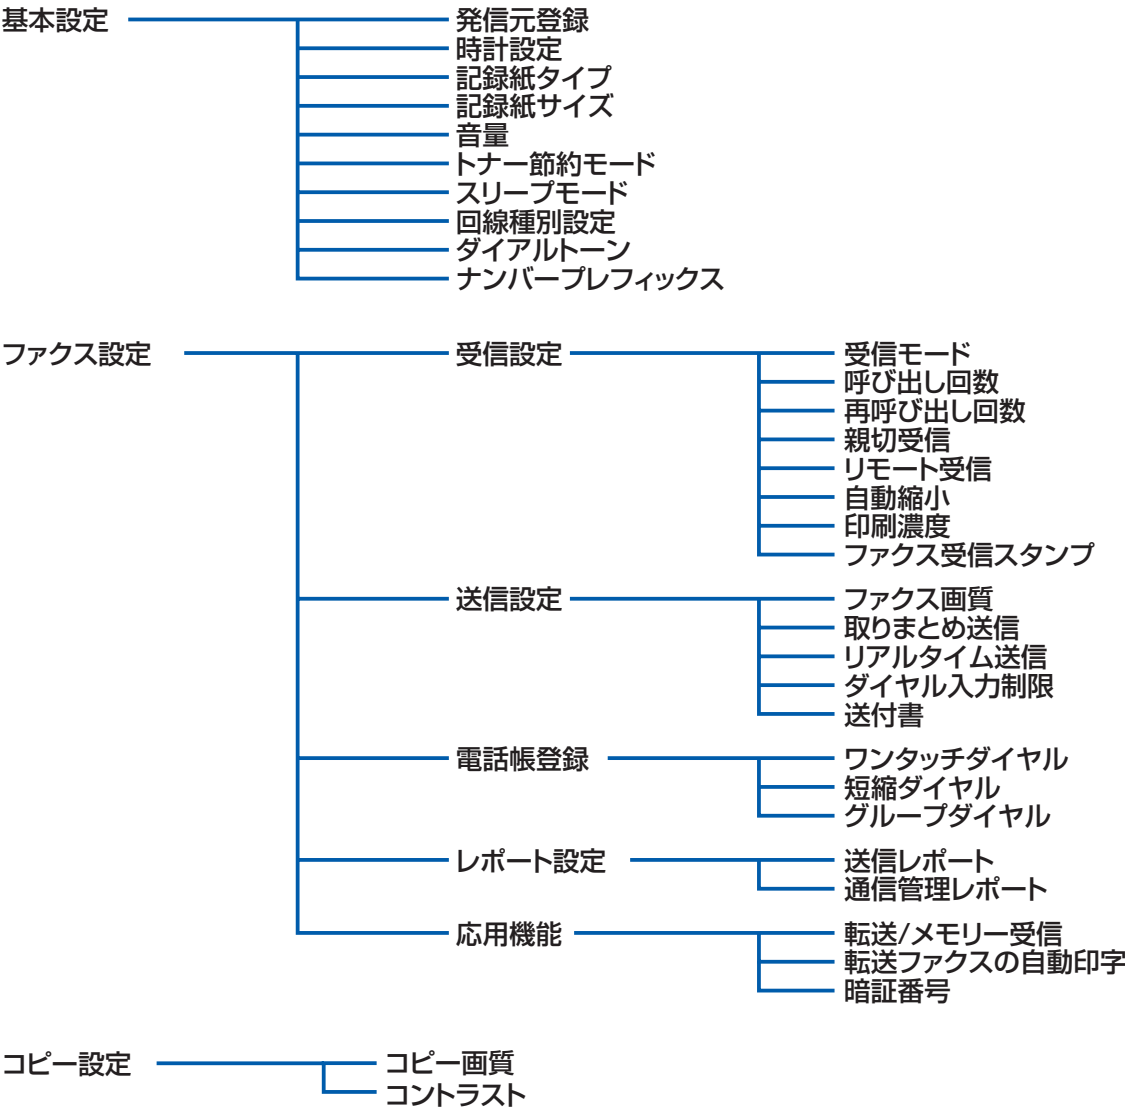 基本設定
発信元登録
時計設定
記録紙タイプ
記録紙サイズ
音量
トナー節約モード
スリープモード
回線種別設定
ダイアルトーン
ナンバープレフィックス
ファクス設定
受信設定
受信モード
呼び出し回数
再呼び出し回数
親切受信
リモート受信
自動縮小
印刷濃度
ファクス受信スタンプ
送信設定
ファクス画質
取りまとめ送信
リアルタイム送信
ダイヤル入力制限
送付書
電話帳登録
ワンタッチダイヤル
短縮ダイヤル
グループダイヤル
レポート設定
送信レポート
通信管理レポート
応用機能
転送/メモリー受信
転送ファクスの自動印字
暗証番号
コピー設定
コピー画質
コントラスト